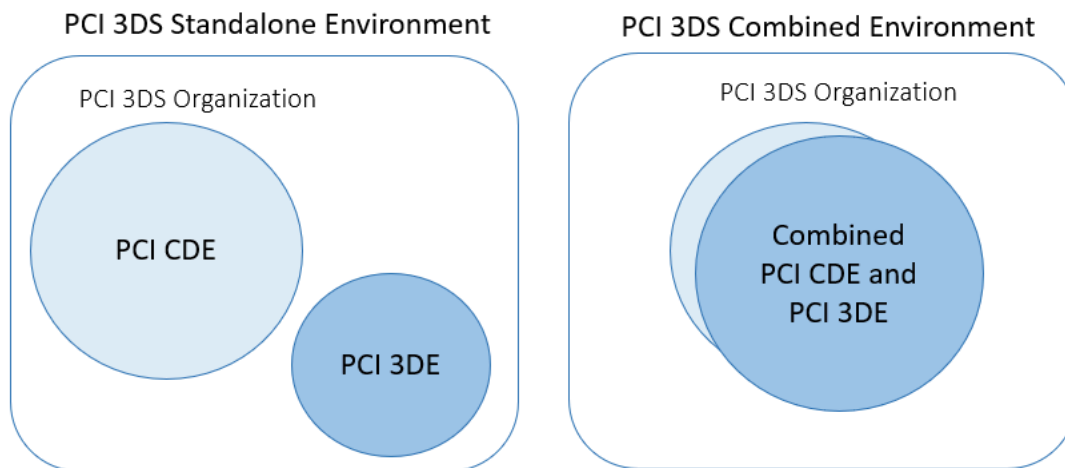 PCI 3DS Standalone Environment
PCI 3DS Organization
PCI CDE
PCI 3DE
PCI 3DS Combined Environment
PCI 3DS Organization
Combined
PCI CDE and
PCI 3DE